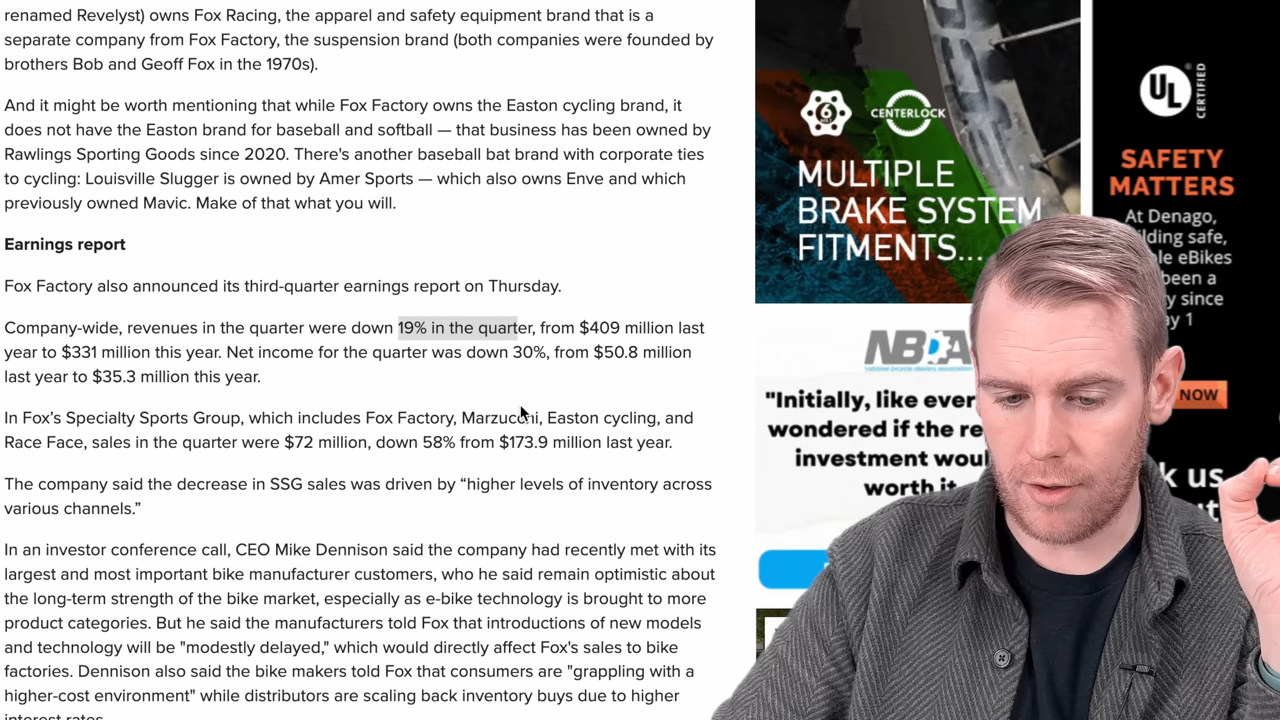 renamed Revelyst) owns Fox Racing, the apparel and safety equipment brand that is a
separate company from Fox Factory, the suspension brand (both companies were founded by
brothers Bob and Geoff Fox in the 1970s).
And it might be worth mentioning that while Fox Factory owns the Easton cycling brand, it
does not have the Easton brand for baseball and softball — that business has been owned by
Rawlings Sporting Goods since 2020. There's another baseball bat brand with corporate ties
to cycling: Louisville Slugger is owned by Amer Sports — which also owns Enve and which
previously owned Mavic. Make of that what you will.
Earnings report
Fox Factory also announced its third-quarter earnings report on Thursday.
Company-wide, revenues in the quarter were down 19% in the quarter, from $409 million last
year to $331 million this year. Net income for the quarter was down 30%, from $50.8 million
last year to $35.3 million this year.
In Fox's Specialty Sports Group, which includes Fox Factory, Marzucchi, Easton cycling, and
Race Face, sales in the quarter were $72 million, down 58% from $173.9 million last year.
The company said the decrease in SSG sales was driven by “higher levels of inventory across
various channels.”
In an investor conference call, CEO Mike Dennison said the company had recently met with its
largest and most important bike manufacturer customers, who he said remain optimistic about
the long-term strength of the bike market, especially as e-bike technology is brought to more
product categories. But he said the manufacturers told Fox that introductions of new models
and technology will be "modestly delayed," which would directly affect Fox's sales to bike
factories. Dennison also said the bike makers told Fox that consumers are "grappling with a
higher-cost environment" while distributors are scaling back inventory buys due to higher
interest rates.
6
CENTERLOCK
MULTIPLE
BRAKE SYSTEM
FITMENTS...
NBDA
national bicycle dealers association
"Initially, like
wondered if the
investment
worth it
UL
CERTIFIED
SAFETY
MATTERS
At Denago,
safe,
eBikes
been a
since
1
NOW
us